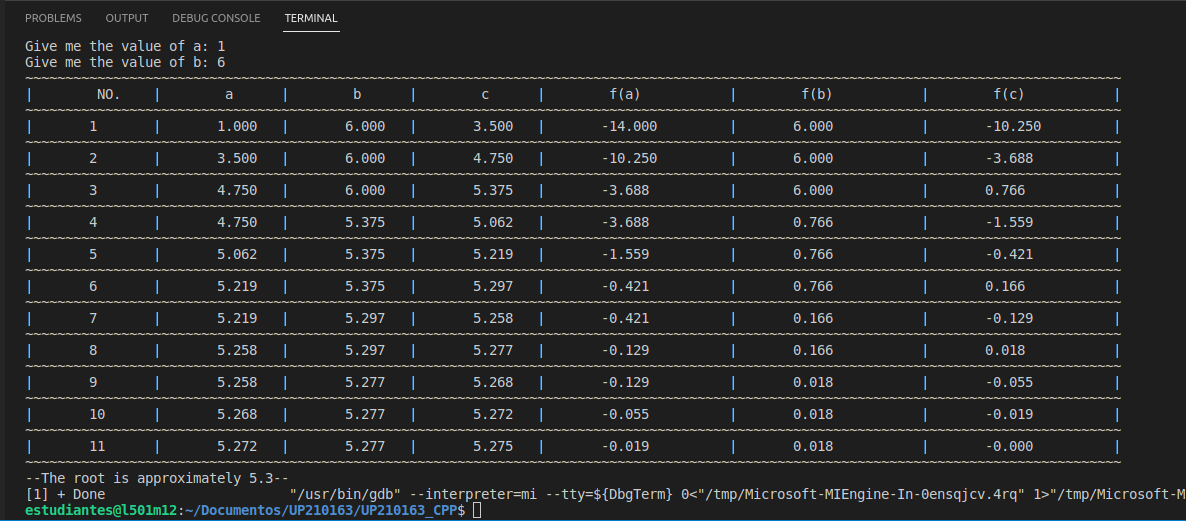 PROBLEMS OUTPUT DEBUG CONSOLE TERMINAL
Give me the value of a: 1
Give me the value of b: 6
~~~~~~~~~~~~~~~~~~~~~~~~~~~~~~~~~~~~~~~~~~~~~~~~~~~~~~~~~~~~~~~~~~~~~~~~~~~~~~~~~~~~~~~~~~~~~~~~~~~~~~~~~~~~~~~~~~~~~~~~~~~~~~~~~~~~~~~~~
| NO. | a | b | c | f(a) | f(b) | f(c) |
~~~~~~~~~~~~~~~~~~~~~~~~~~~~~~~~~~~~~~~~~~~~~~~~~~~~~~~~~~~~~~~~~~~~~~~~~~~~~~~~~~~~~~~~~~~~~~~~~~~~~~~~~~~~~~~~~~~~~~~~~~~~~~~~~~~~~~~~~
| 1 | 1.000 | 6.000 | 3.500 | -14.000 | 6.000 | -10.250 |
~~~~~~~~~~~~~~~~~~~~~~~~~~~~~~~~~~~~~~~~~~~~~~~~~~~~~~~~~~~~~~~~~~~~~~~~~~~~~~~~~~~~~~~~~~~~~~~~~~~~~~~~~~~~~~~~~~~~~~~~~~~~~~~~~~~~~~~~~
| 2 | 3.500 | 6.000 | 4.750 | -10.250 | 6.000 | -3.688 |
~~~~~~~~~~~~~~~~~~~~~~~~~~~~~~~~~~~~~~~~~~~~~~~~~~~~~~~~~~~~~~~~~~~~~~~~~~~~~~~~~~~~~~~~~~~~~~~~~~~~~~~~~~~~~~~~~~~~~~~~~~~~~~~~~~~~~~~~~
| 3 | 4.750 | 6.000 | 5.375 | -3.688 | 6.000 | 0.766 |
~~~~~~~~~~~~~~~~~~~~~~~~~~~~~~~~~~~~~~~~~~~~~~~~~~~~~~~~~~~~~~~~~~~~~~~~~~~~~~~~~~~~~~~~~~~~~~~~~~~~~~~~~~~~~~~~~~~~~~~~~~~~~~~~~~~~~~~~~
| 4 | 4.750 | 5.375 | 5.062 | -3.688 | 0.766 | -1.559 |
~~~~~~~~~~~~~~~~~~~~~~~~~~~~~~~~~~~~~~~~~~~~~~~~~~~~~~~~~~~~~~~~~~~~~~~~~~~~~~~~~~~~~~~~~~~~~~~~~~~~~~~~~~~~~~~~~~~~~~~~~~~~~~~~~~~~~~~~~
| 5 | 5.062 | 5.375 | 5.219 | -1.559 | 0.766 | -0.421 |
~~~~~~~~~~~~~~~~~~~~~~~~~~~~~~~~~~~~~~~~~~~~~~~~~~~~~~~~~~~~~~~~~~~~~~~~~~~~~~~~~~~~~~~~~~~~~~~~~~~~~~~~~~~~~~~~~~~~~~~~~~~~~~~~~~~~~~~~~
| 6 | 5.219 | 5.375 | 5.297 | -0.421 | 0.766 | 0.166 |
~~~~~~~~~~~~~~~~~~~~~~~~~~~~~~~~~~~~~~~~~~~~~~~~~~~~~~~~~~~~~~~~~~~~~~~~~~~~~~~~~~~~~~~~~~~~~~~~~~~~~~~~~~~~~~~~~~~~~~~~~~~~~~~~~~~~~~~~~
| 7 | 5.219 | 5.297 | 5.258 | -0.421 | 0.166 | -0.129 |
~~~~~~~~~~~~~~~~~~~~~~~~~~~~~~~~~~~~~~~~~~~~~~~~~~~~~~~~~~~~~~~~~~~~~~~~~~~~~~~~~~~~~~~~~~~~~~~~~~~~~~~~~~~~~~~~~~~~~~~~~~~~~~~~~~~~~~~~~
| 8 | 5.258 | 5.297 | 5.277 | -0.129 | 0.166 | 0.018 |
~~~~~~~~~~~~~~~~~~~~~~~~~~~~~~~~~~~~~~~~~~~~~~~~~~~~~~~~~~~~~~~~~~~~~~~~~~~~~~~~~~~~~~~~~~~~~~~~~~~~~~~~~~~~~~~~~~~~~~~~~~~~~~~~~~~~~~~~~
| 9 | 5.258 | 5.277 | 5.268 | -0.129 | 0.018 | -0.055 |
~~~~~~~~~~~~~~~~~~~~~~~~~~~~~~~~~~~~~~~~~~~~~~~~~~~~~~~~~~~~~~~~~~~~~~~~~~~~~~~~~~~~~~~~~~~~~~~~~~~~~~~~~~~~~~~~~~~~~~~~~~~~~~~~~~~~~~~~~
| 10 | 5.268 | 5.277 | 5.272 | -0.055 | 0.018 | -0.019 |
~~~~~~~~~~~~~~~~~~~~~~~~~~~~~~~~~~~~~~~~~~~~~~~~~~~~~~~~~~~~~~~~~~~~~~~~~~~~~~~~~~~~~~~~~~~~~~~~~~~~~~~~~~~~~~~~~~~~~~~~~~~~~~~~~~~~~~~~~
| 11 | 5.272 | 5.277 | 5.275 | -0.019 | 0.018 | -0.000 |
~~~~~~~~~~~~~~~~~~~~~~~~~~~~~~~~~~~~~~~~~~~~~~~~~~~~~~~~~~~~~~~~~~~~~~~~~~~~~~~~~~~~~~~~~~~~~~~~~~~~~~~~~~~~~~~~~~~~~~~~~~~~~~~~~~~~~~~~~
--The root is approximately 5.3--
[1] + Done "/usr/bin/gdb" --interpreter=mi --tty=${DbgTerm} 0<"/tmp/Microsoft-MIEngine-In-0ensqjcv.4rq" 1>"/tmp/Microsoft-M
estudiantes@l501m12:~/Documentos/UP210163/UP210163_CPP$